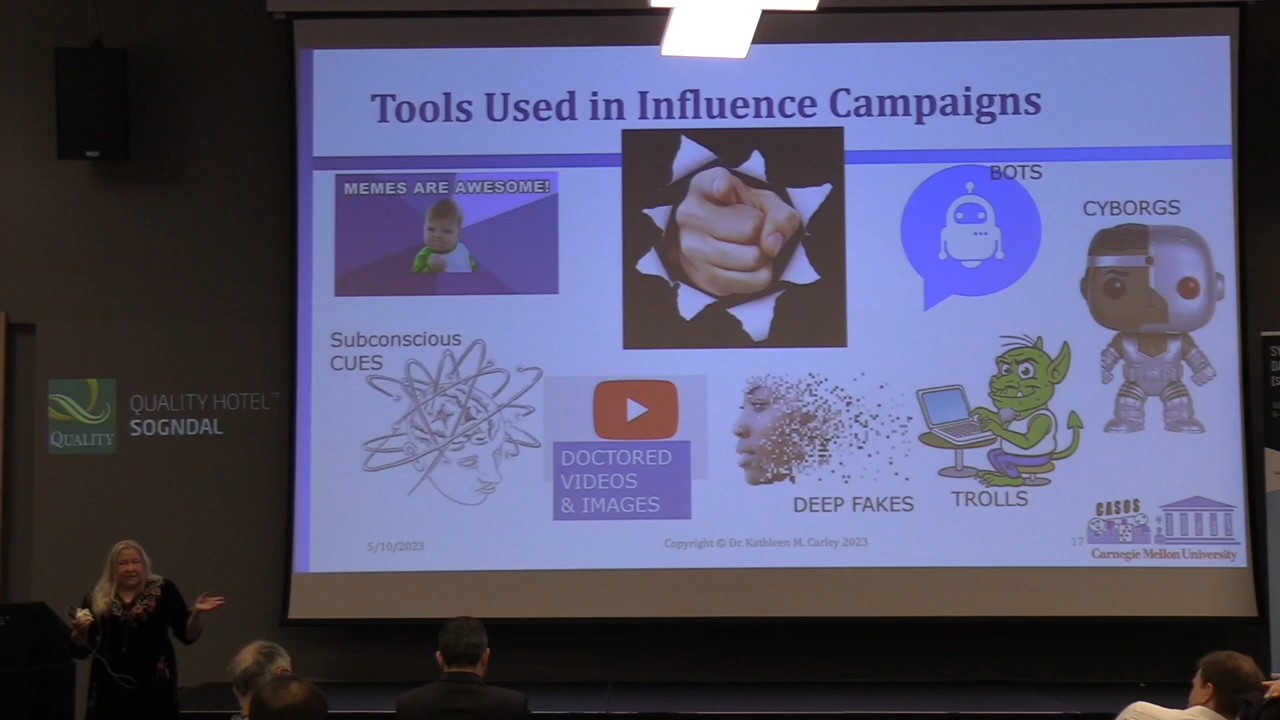 Tools Used in Influence Campaigns
MEMES ARE AWESOME!
BOTS
CYBORGS
Subconscious
CUES
DOCTORED
VIDEOS
& IMAGES
DEEP FAKES
TROLLS
5/10/2023
Copyright © Dr. Kathleen M. Carley 2023
17
CASOS
Carnegie Mellon University
QUALITY
QUALITY HOTEL™
SOGNDAL